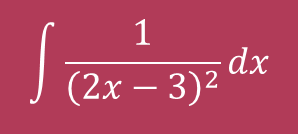 ∫ 1/(2x – 3)² dx